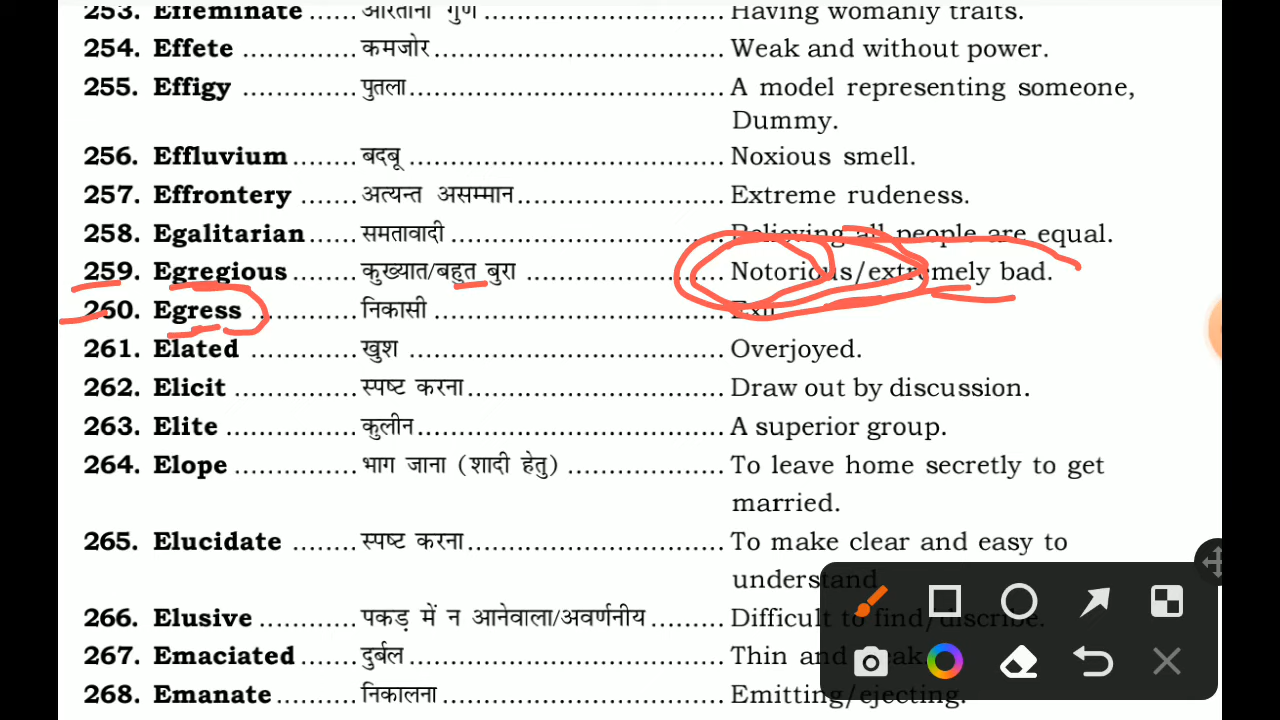 253. Effeminate ........ औरताना गुण ........ Having womanly traits.
254. Effete ........ कमजोर ........ Weak and without power.
255. Effigy ........ पुतला ........ A model representing someone,
Dummy.
256. Effluvium ........ बदबू ........ Noxious smell.
257. Effrontery ....... अत्यन्त असम्मान ........ Extreme rudeness.
258. Egalitarian ...... समतावादी ........ Believing all people are equal.
259. Egregious ........ कुख्यात/बहुत बुरा ........ Notorious/extremely bad.
260. Egress ........ निकासी ........ Exit
261. Elated ........ खुश ........ Overjoyed.
262. Elicit ........ स्पष्ट करना ........ Draw out by discussion.
263. Elite ........ कुलीन ........ A superior group.
264. Elope ........ भाग जाना (शादी हेतु) ........ To leave home secretly to get
married.
265. Elucidate ........ स्पष्ट करना ........ To make clear and easy to
understand
266. Elusive ........ पकड़ में न आनेवाला/अवर्णनीय ........ Difficult to find/discribe.
267. Emaciated ........ दुर्बल ........ Thin and weak.
268. Emanate ........ निकालना ........ Emitting/ejecting.